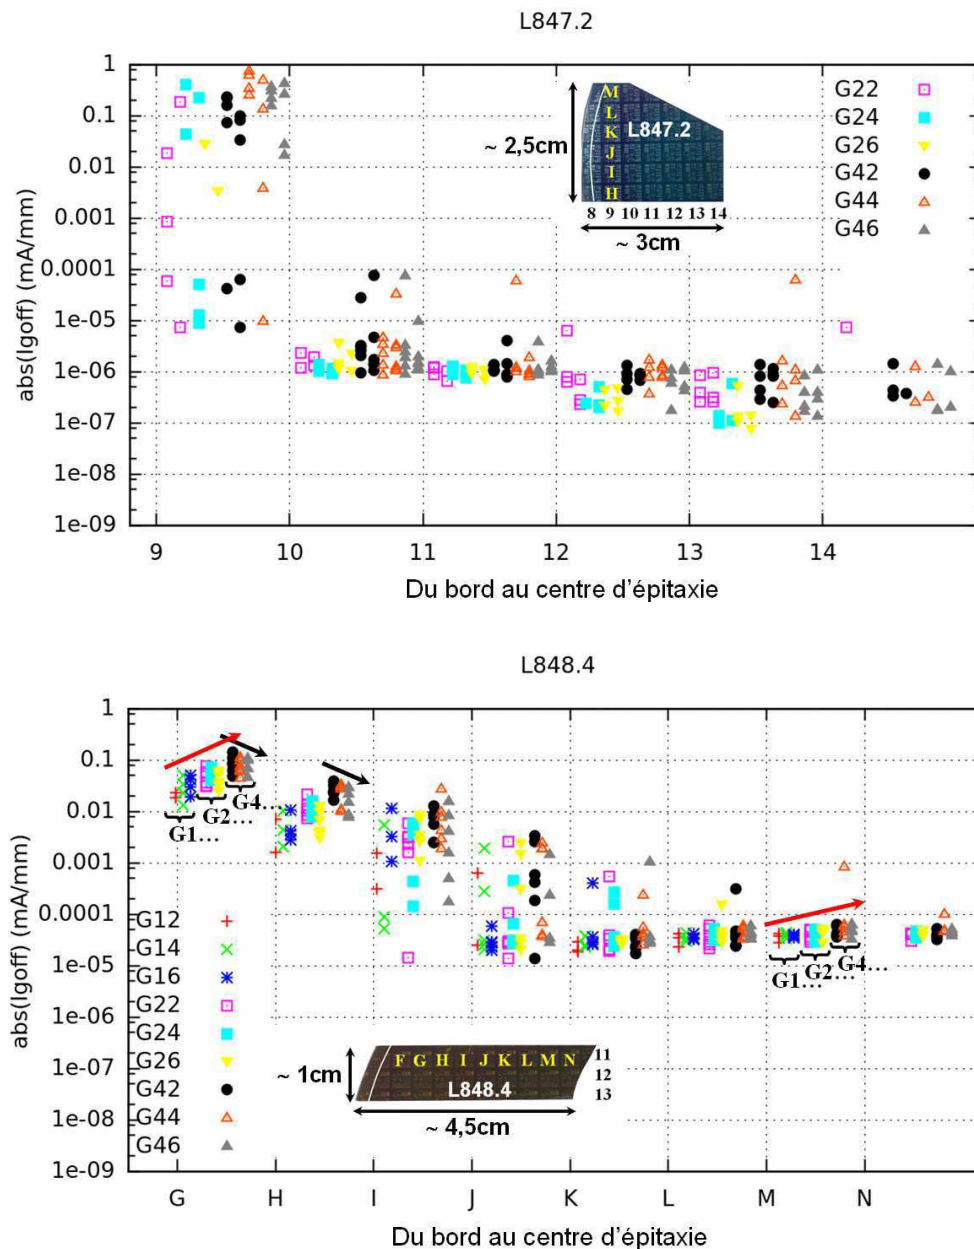 L847.2
1
0.1
0.01
0.001
0.0001
1e-05
1e-06
1e-07
1e-08
1e-09
abs(Igoff) (mA/mm)
9 10 11 12 13 14
Du bord au centre d’épitaxie
~ 2,5cm
M
L
K
J
I
H
L847.2
8 9 10 11 12 13 14
~ 3cm
G22
G24
G26
G42
G44
G46
L848.4
1
0.1
0.01
0.001
0.0001
1e-05
1e-06
1e-07
1e-08
1e-09
abs(Igoff) (mA/mm)
G1...
G2...
G4...
G12
G14
G16
G22
G24
G26
G42
G44
G46
G1...
G2...
G4...
~ 1cm
F G H I J K L M N
L848.4
11
12
13
~ 4,5cm
G H I J K L M N
Du bord au centre d’épitaxie